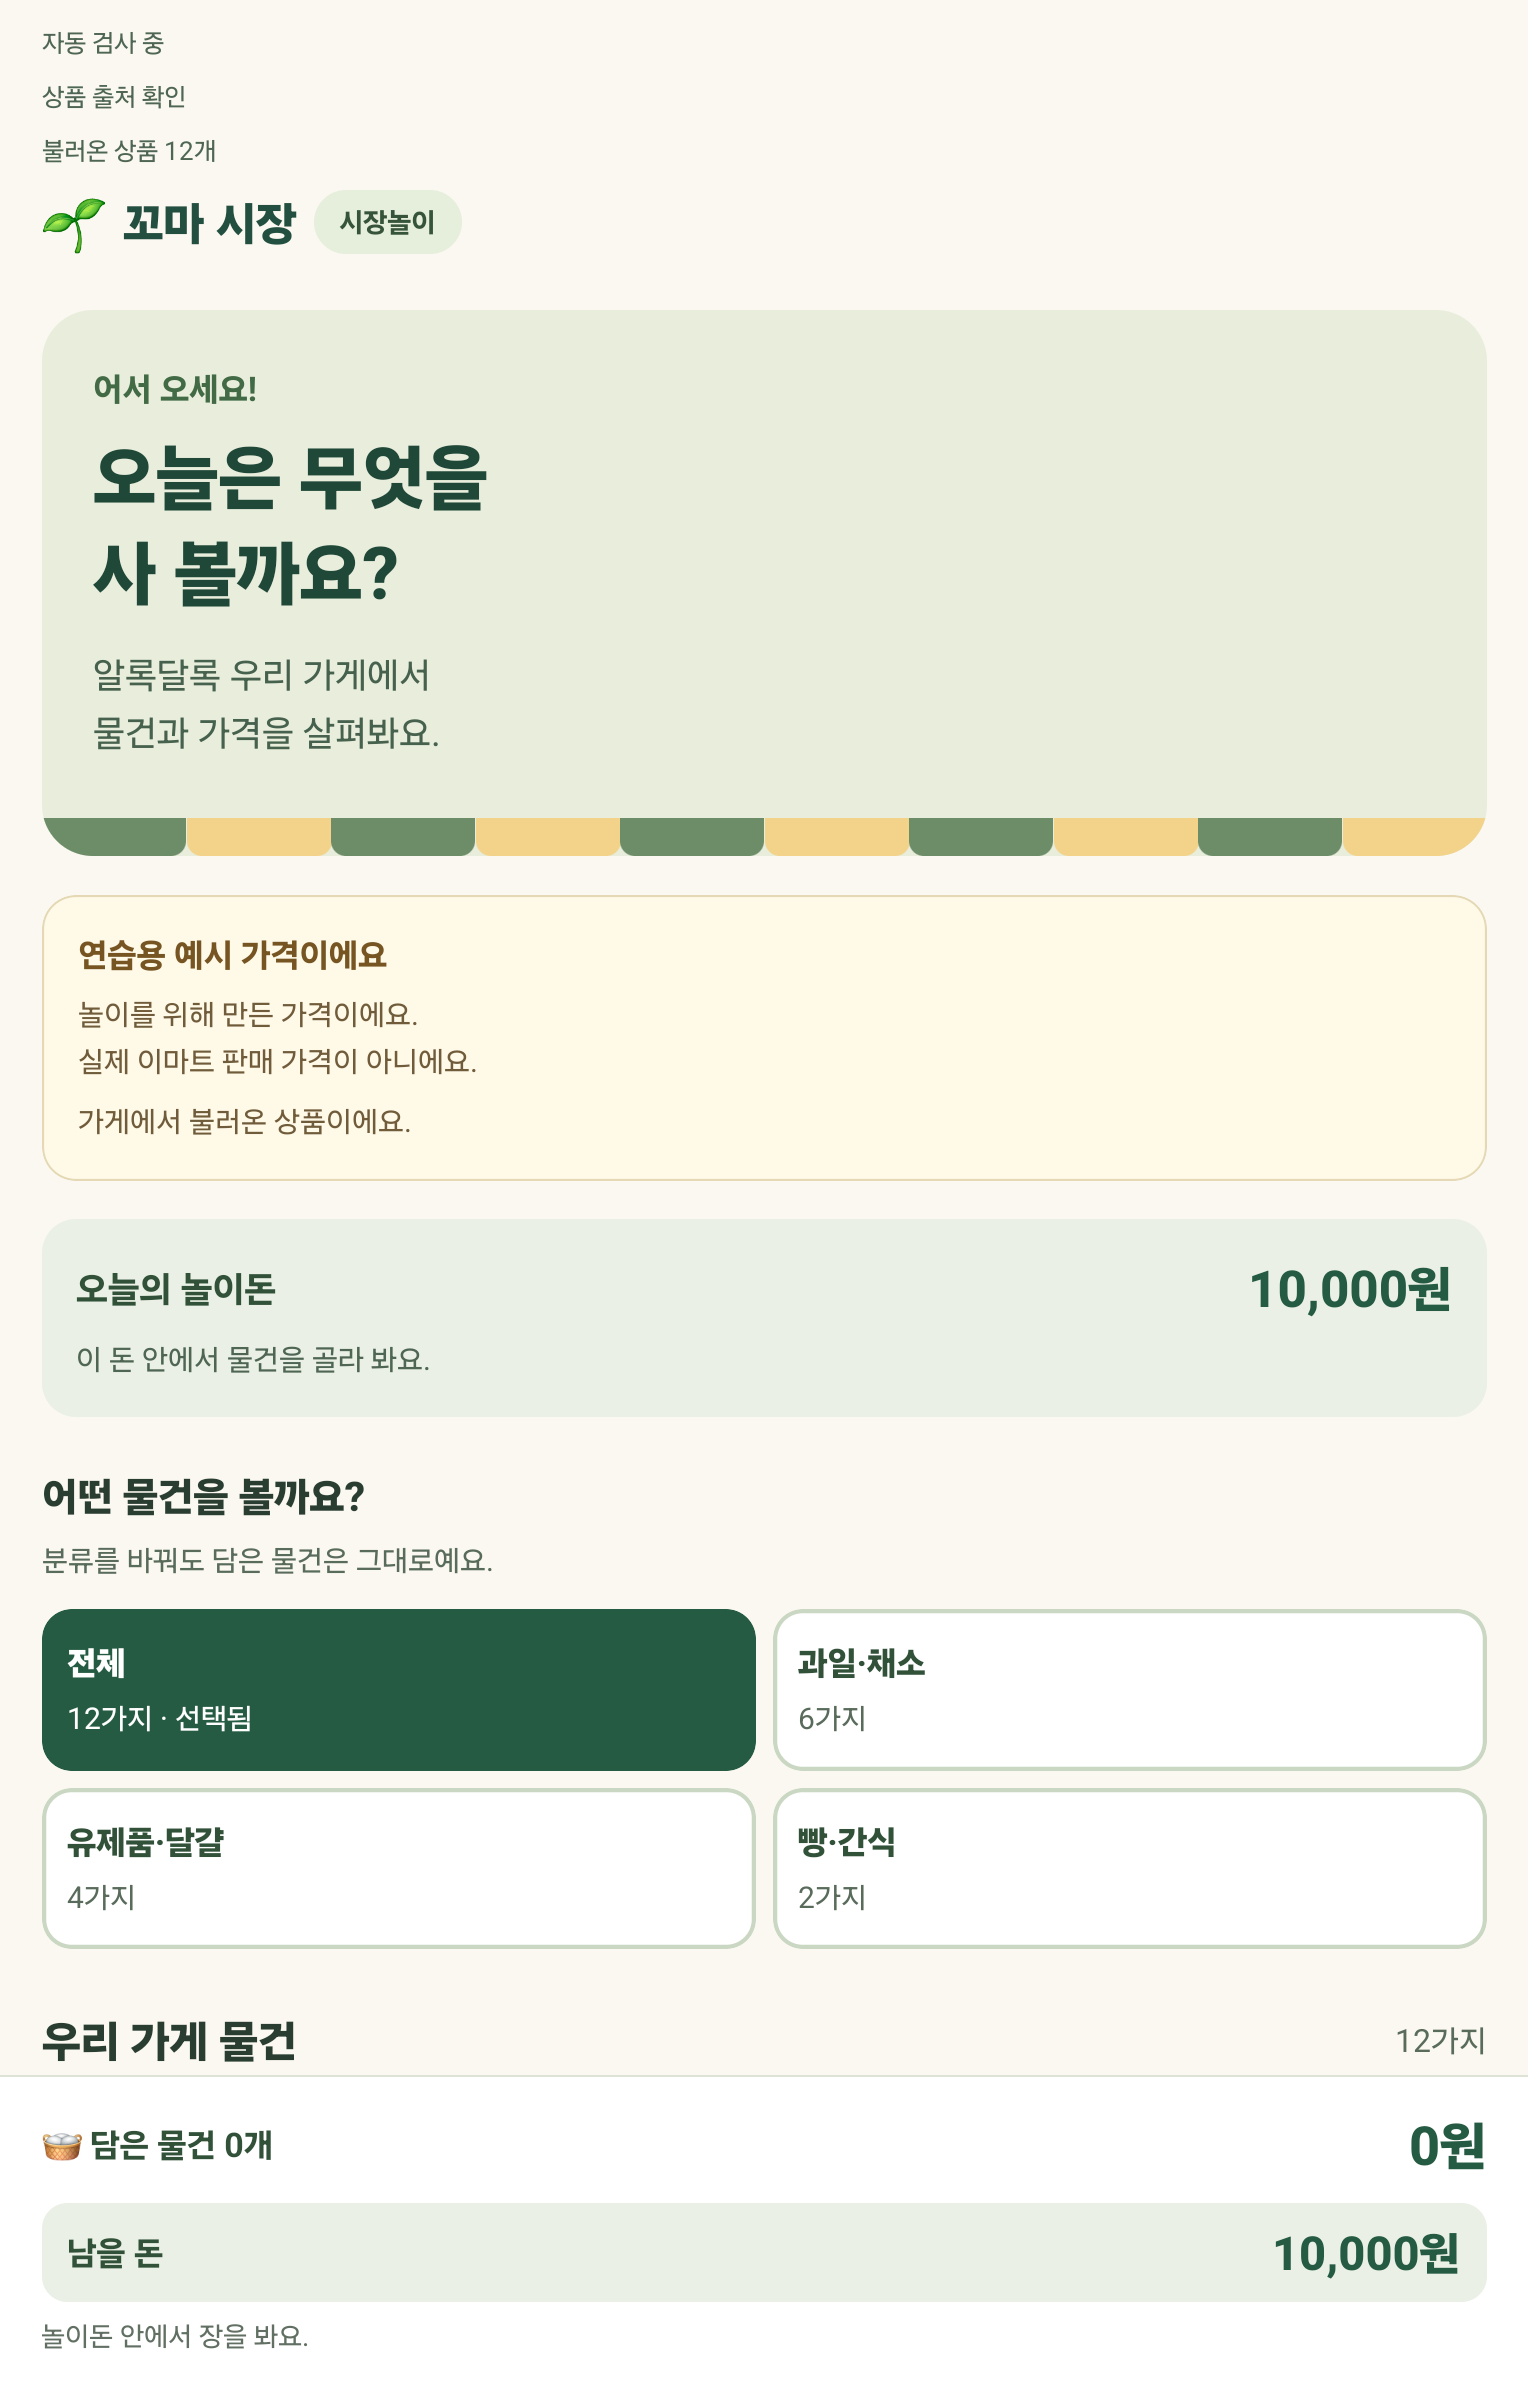 자동 검사 중
상품 출처 확인
불러온 상품 12개
꼬마 시장
시장놀이
어서 오세요!
오늘은 무엇을
사 볼까요?
알록달록 우리 가게에서
물건과 가격을 살펴봐요.
연습용 예시 가격이에요
놀이를 위해 만든 가격이에요.
실제 이마트 판매 가격이 아니에요.
가게에서 불러온 상품이에요.
오늘의 놀이돈
10,000원
이 돈 안에서 물건을 골라 봐요.
어떤 물건을 볼까요?
분류를 바꿔도 담은 물건은 그대로예요.
전체
12가지 · 선택됨
과일·채소
6가지
유제품·달걀
4가지
빵·간식
2가지
우리 가게 물건
12가지
담은 물건 0개
0원
남을 돈
10,000원
놀이돈 안에서 장을 봐요.